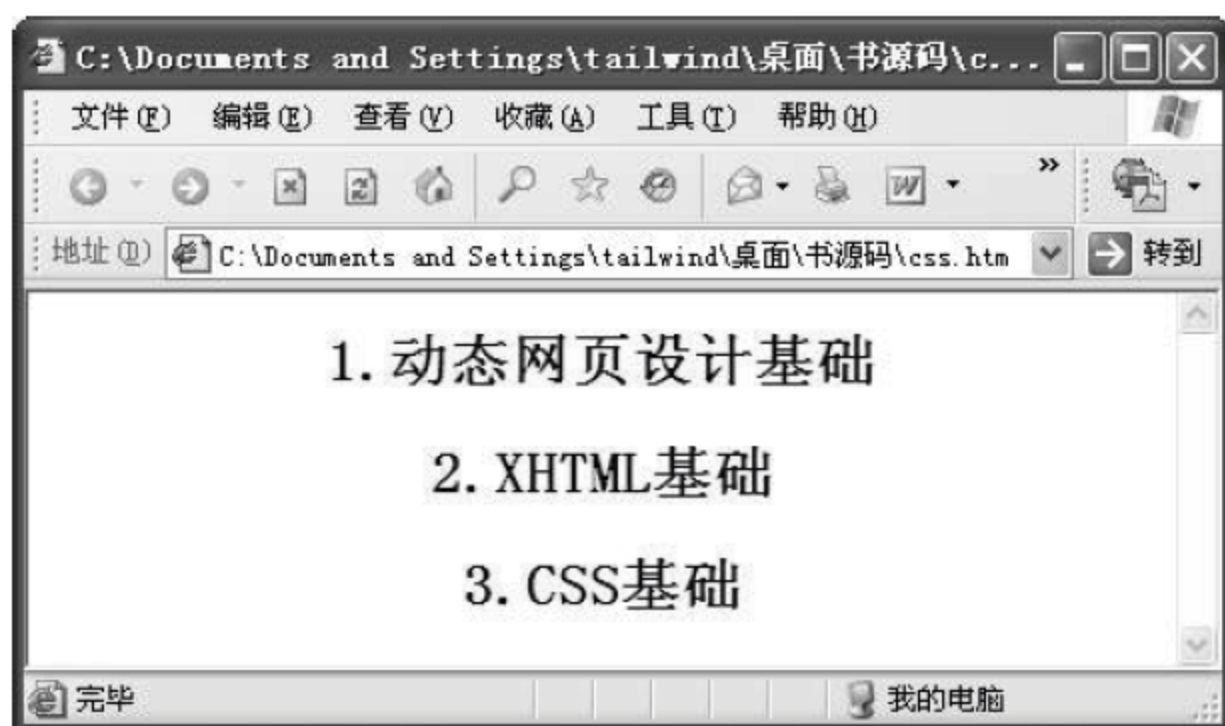 C:\Documents and Settings\tailwind\桌面\书源码\c...
文件(F) 编辑(E) 查看(V) 收藏(A) 工具(T) 帮助(H)
»
地址(D) C:\Documents and Settings\tailwind\桌面\书源码\css.htm 转到
1.动态网页设计基础
2.XHTML基础
3.CSS基础
完毕 我的电脑